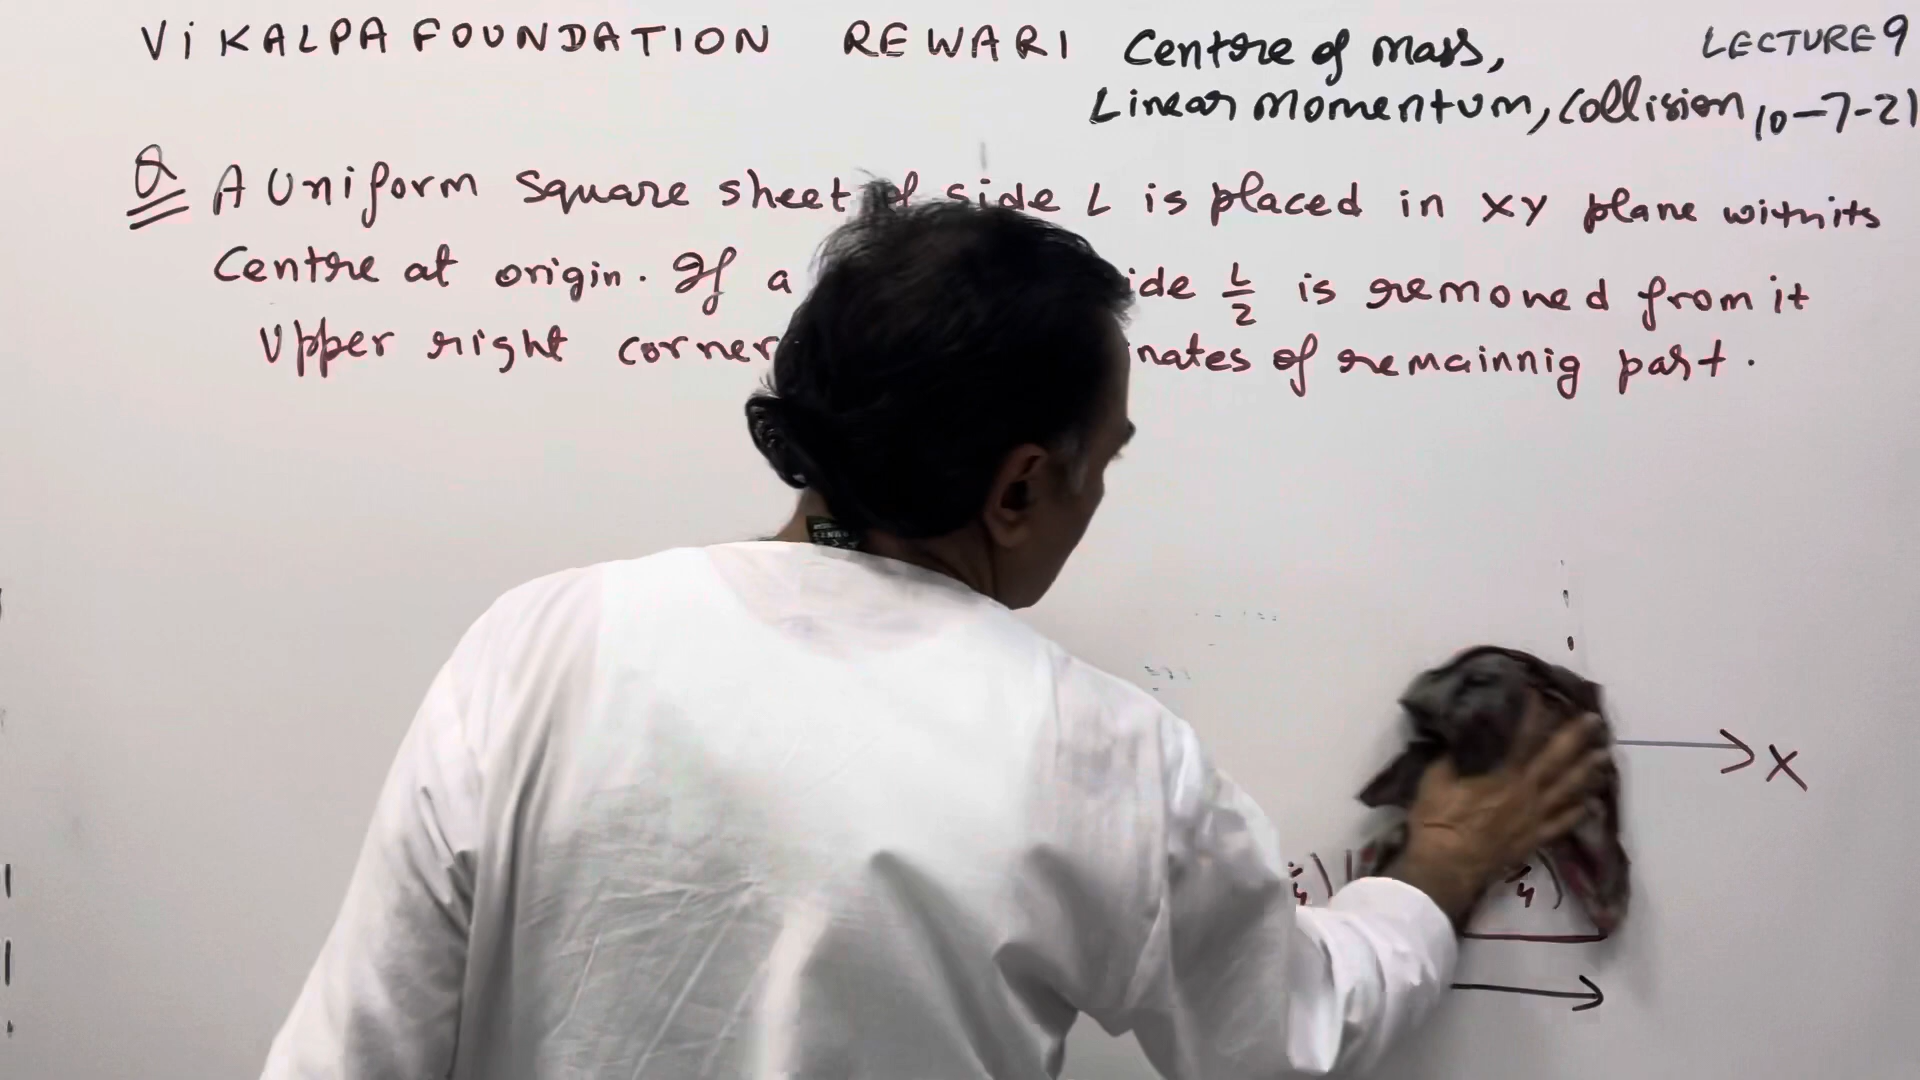 ViKALPA FOUNDATION REWARI Centre of mass, LECTURE 9
Linear momentum, Collision 10-7-21
Q A Uniform square sheet of side L is placed in XY plane with its
Centre at origin. If a L/2 is removed from it
Upper right corner of remainnig part.
X